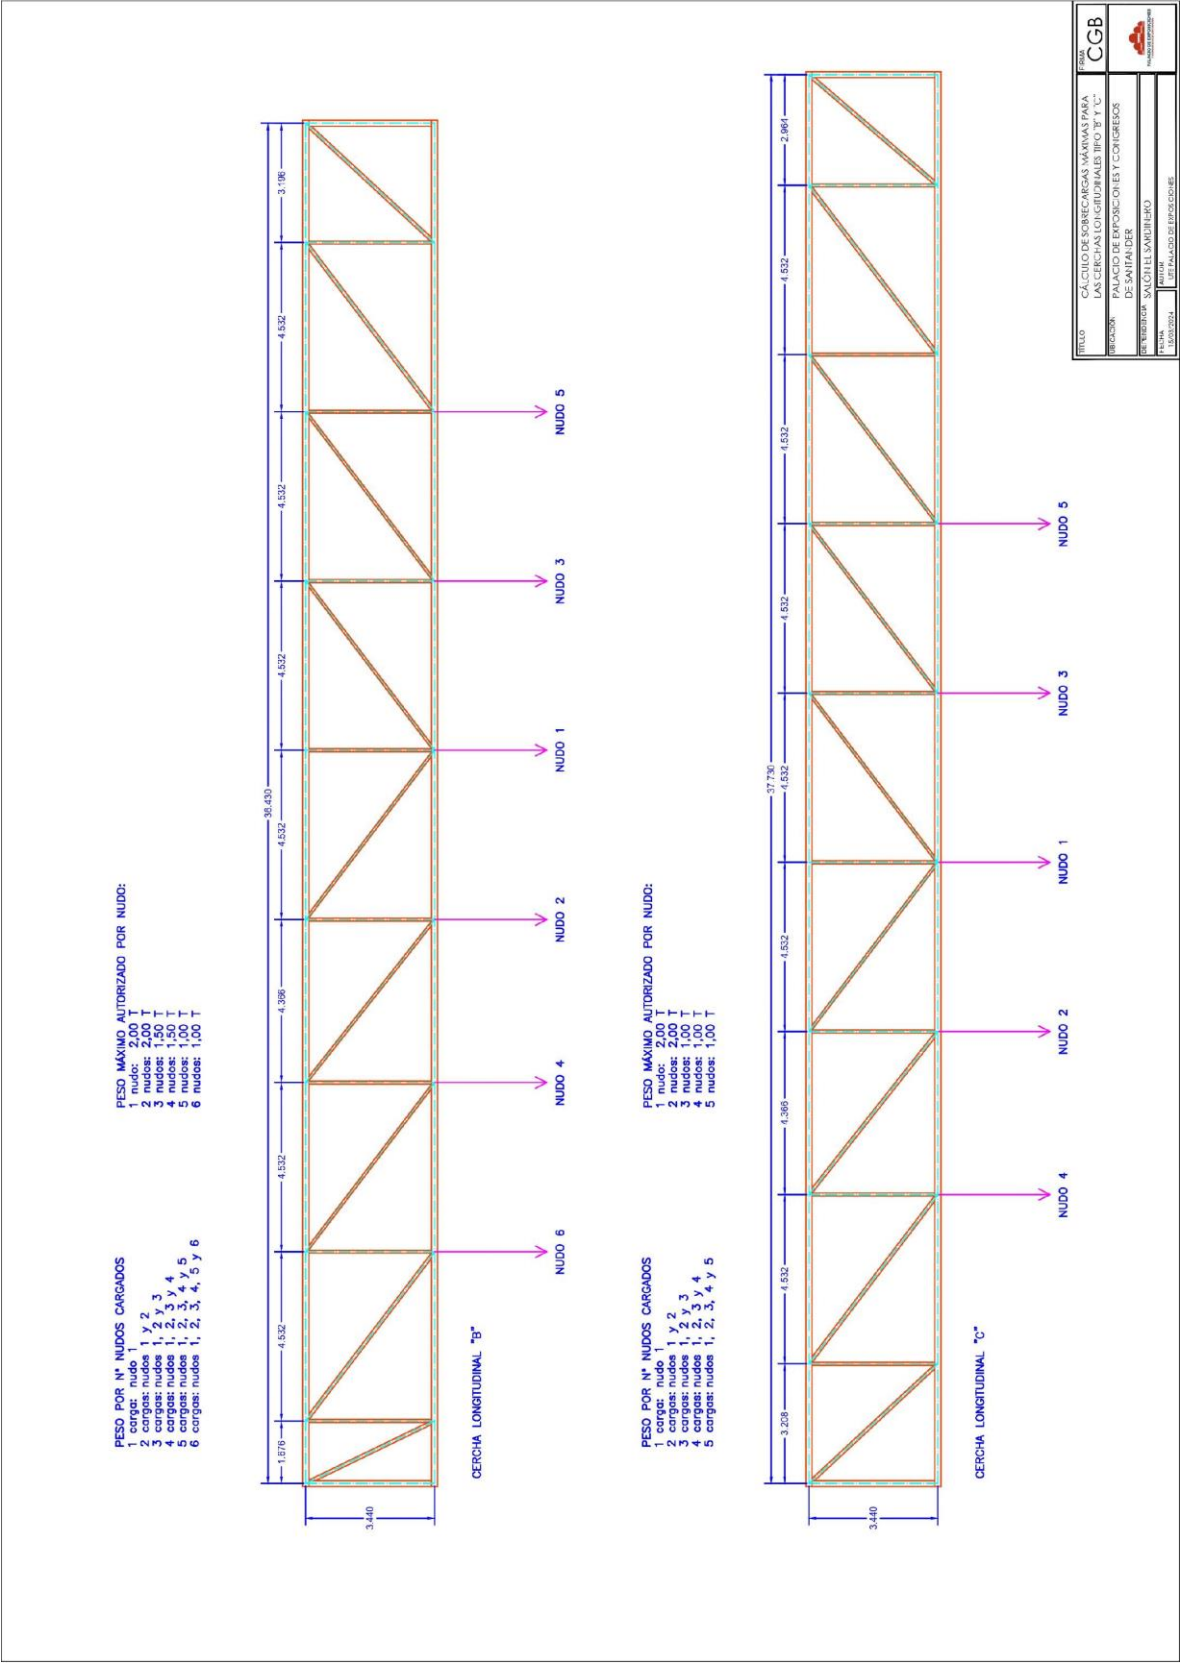 PESO POR Nº NUDOS CARGADOS
1 carga: nudo 1
2 cargas: nudos 1 y 2
3 cargas: nudos 1, 2 y 3
4 cargas: nudos 1, 2, 3 y 4
5 cargas: nudos 1, 2, 3, 4 y 5
6 cargas: nudos 1, 2, 3, 4, 5 y 6
PESO MÁXIMO AUTORIZADO POR NUDO:
1 nudo: 2,00 T
2 nudos: 2,00 T
3 nudos: 1,50 T
4 nudos: 1,50 T
5 nudos: 1,00 T
6 nudos: 1,00 T
1.676
4.532
4.532
4.366
4.532
4.532
4.532
4.532
3.196
3.440
NUDO 6
NUDO 4
NUDO 2
NUDO 1
NUDO 3
NUDO 5
CERCHA LONGITUDINAL "B"
PESO POR Nº NUDOS CARGADOS
1 carga: nudo 1
2 cargas: nudos 1 y 2
3 cargas: nudos 1, 2 y 3
4 cargas: nudos 1, 2, 3 y 4
5 cargas: nudos 1, 2, 3, 4 y 5
PESO MÁXIMO AUTORIZADO POR NUDO:
1 nudo: 2,00 T
2 nudos: 2,00 T
3 nudos: 1,00 T
4 nudos: 1,00 T
5 nudos: 1,00 T
37.730
3.208
4.532
4.366
4.532
4.532
4.532
4.532
4.532
2.964
3.440
NUDO 4
NUDO 2
NUDO 1
NUDO 3
NUDO 5
CERCHA LONGITUDINAL "C"
TÍTULO
CÁLCULO DE SOBRECARGAS MÁXIMAS PARA
LAS CERCHAS LONGITUDINALES TIPO "B" Y "C"
FIRMA
CGB
UBICACIÓN
PALACIO DE EXPOSICIONES Y CONGRESOS
DE SANTANDER
DEPENDENCIA
SALÓN EL SARDINERO
FECHA
15/03/2024
AUTOR
UTE PALACIO DE EXPOSICIONES
PALACIO DE EXPOSICIONES